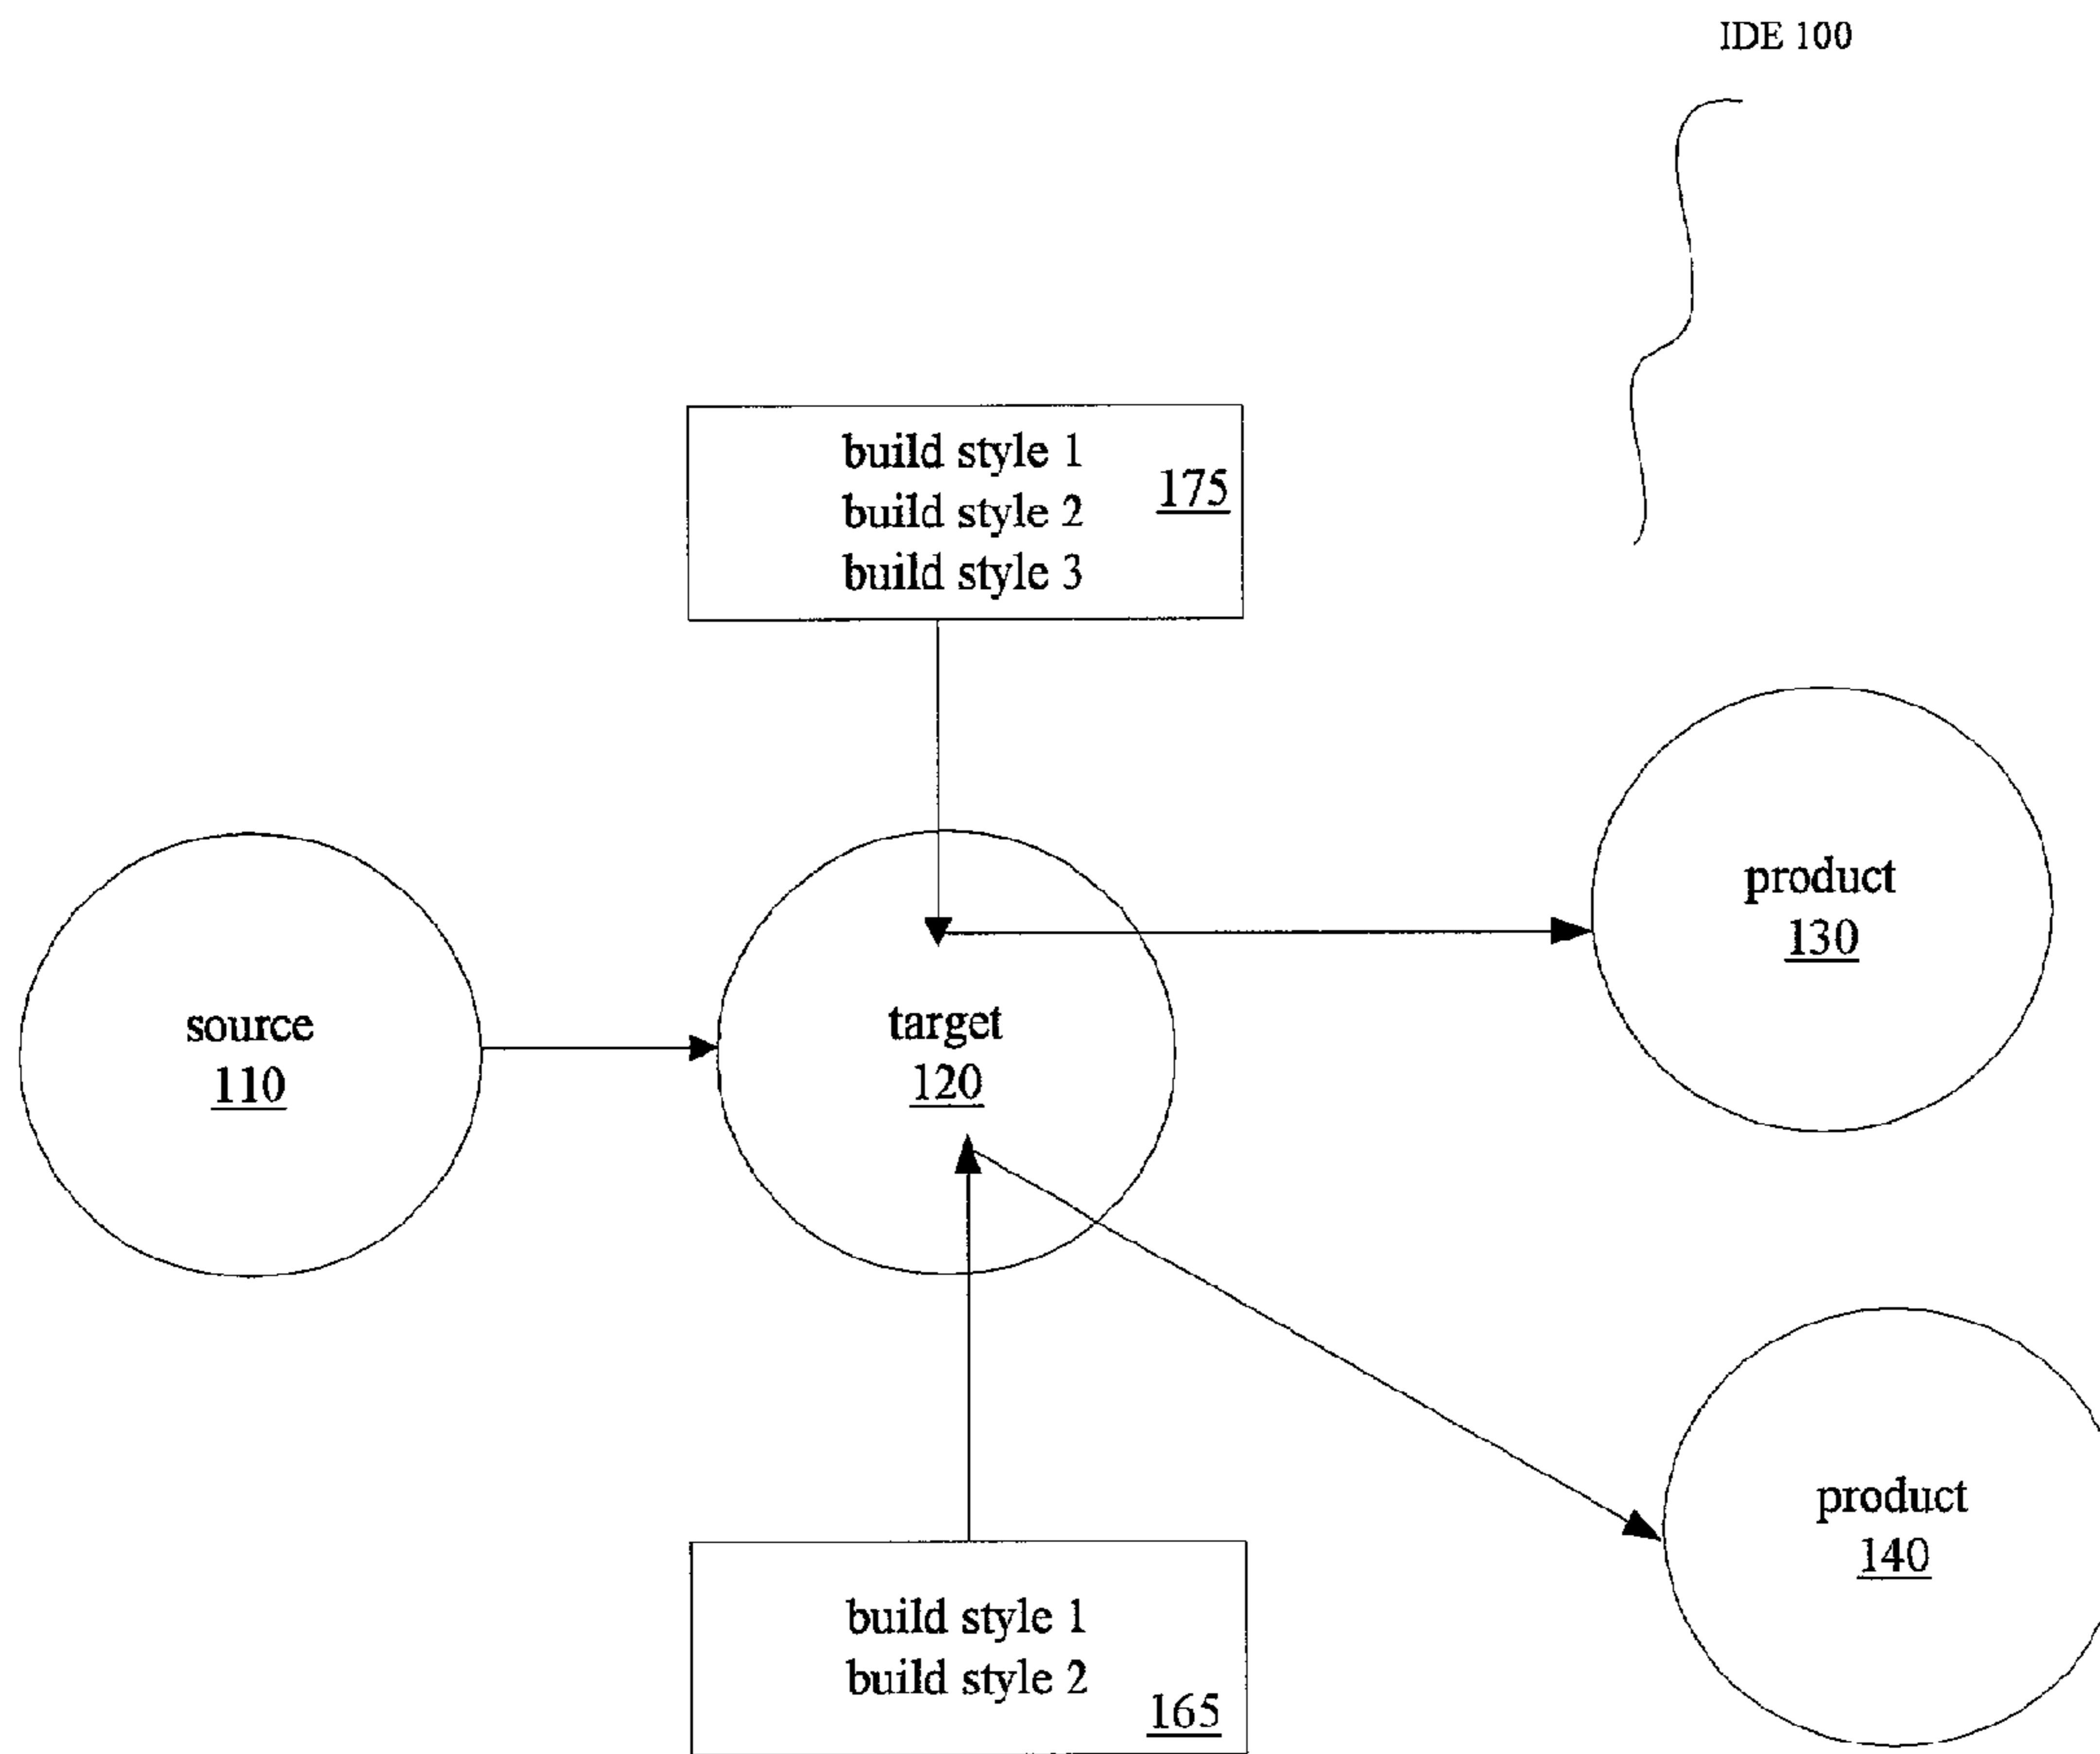 IDE 100
build style 1
build style 2
build style 3
175
product
130
source
110
target
120
product
140
build style 1
build style 2
165